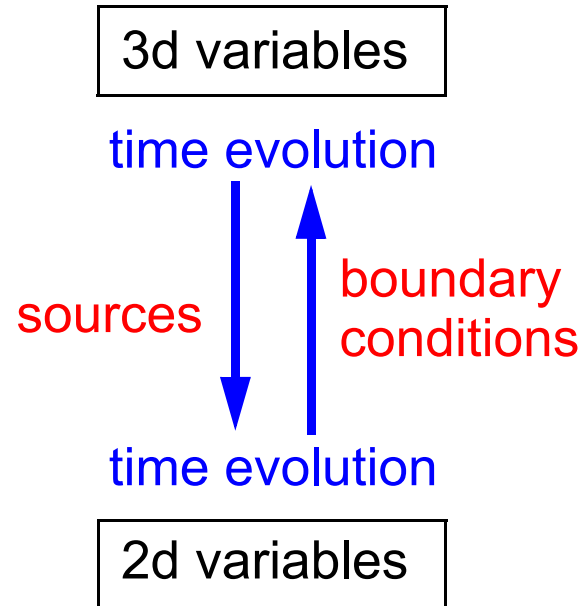 3d variables
time evolution
sources
boundary
conditions
time evolution
2d variables